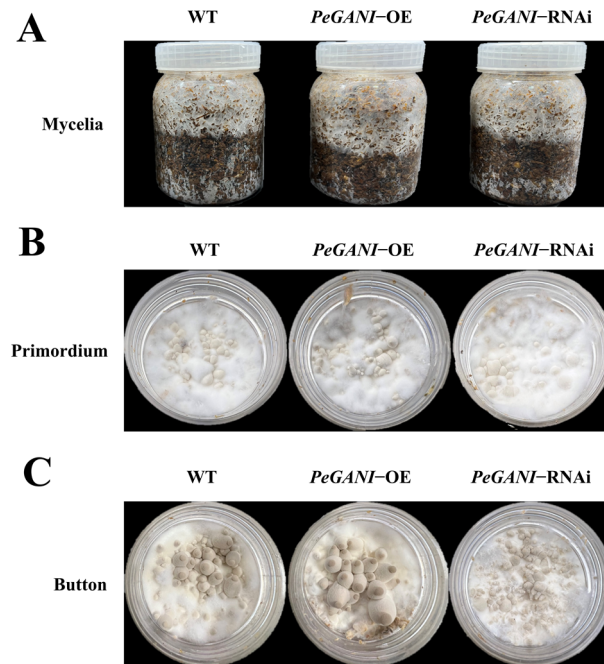 A
WT PeGANI−OE PeGANI−RNAi
Mycelia
B
WT PeGANI−OE PeGANI−RNAi
Primordium
C
WT PeGANI−OE PeGANI−RNAi
Button